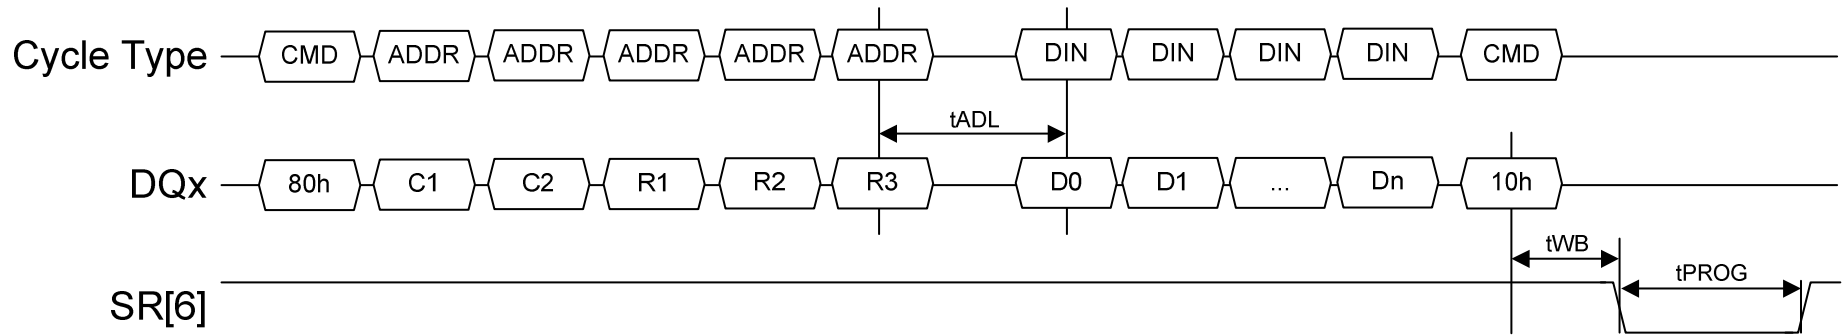 Cycle Type CMD ADDR ADDR ADDR ADDR ADDR DIN DIN DIN DIN CMD
tADL
DQx 80h C1 C2 R1 R2 R3 D0 D1 ... Dn 10h
tWB
tPROG
SR[6]